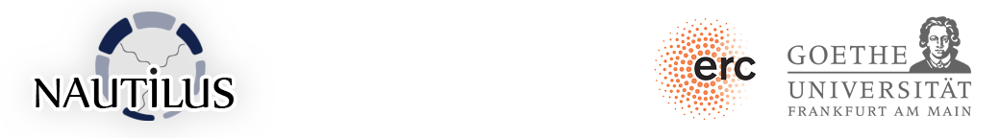 NAUTiLUS
erc
GOETHE
UNIVERSITÄT
FRANKFURT AM MAIN